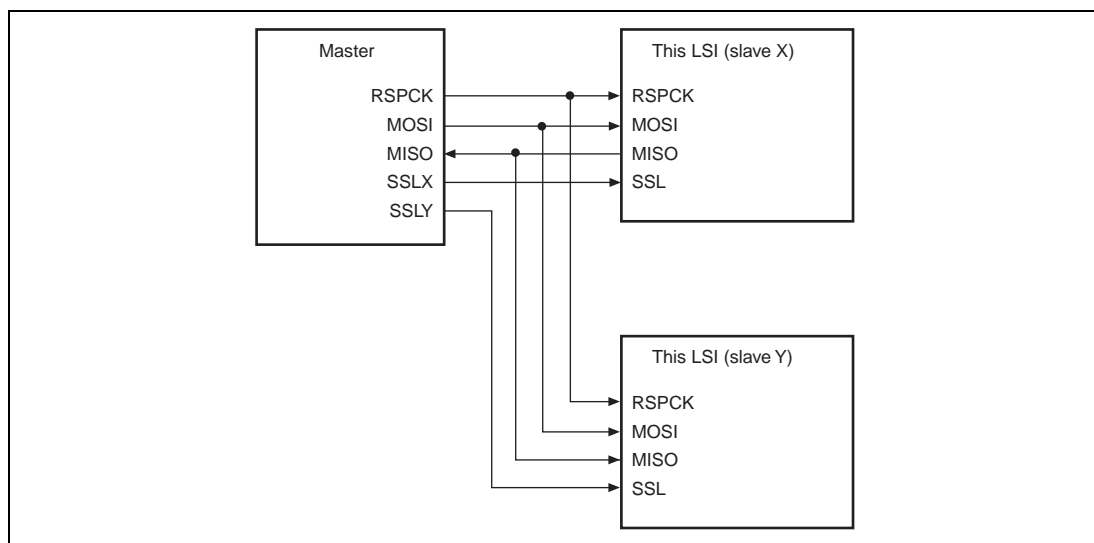 Master
RSPCK
MOSI
MISO
SSLX
SSLY
This LSI (slave X)
RSPCK
MOSI
MISO
SSL
This LSI (slave Y)
RSPCK
MOSI
MISO
SSL